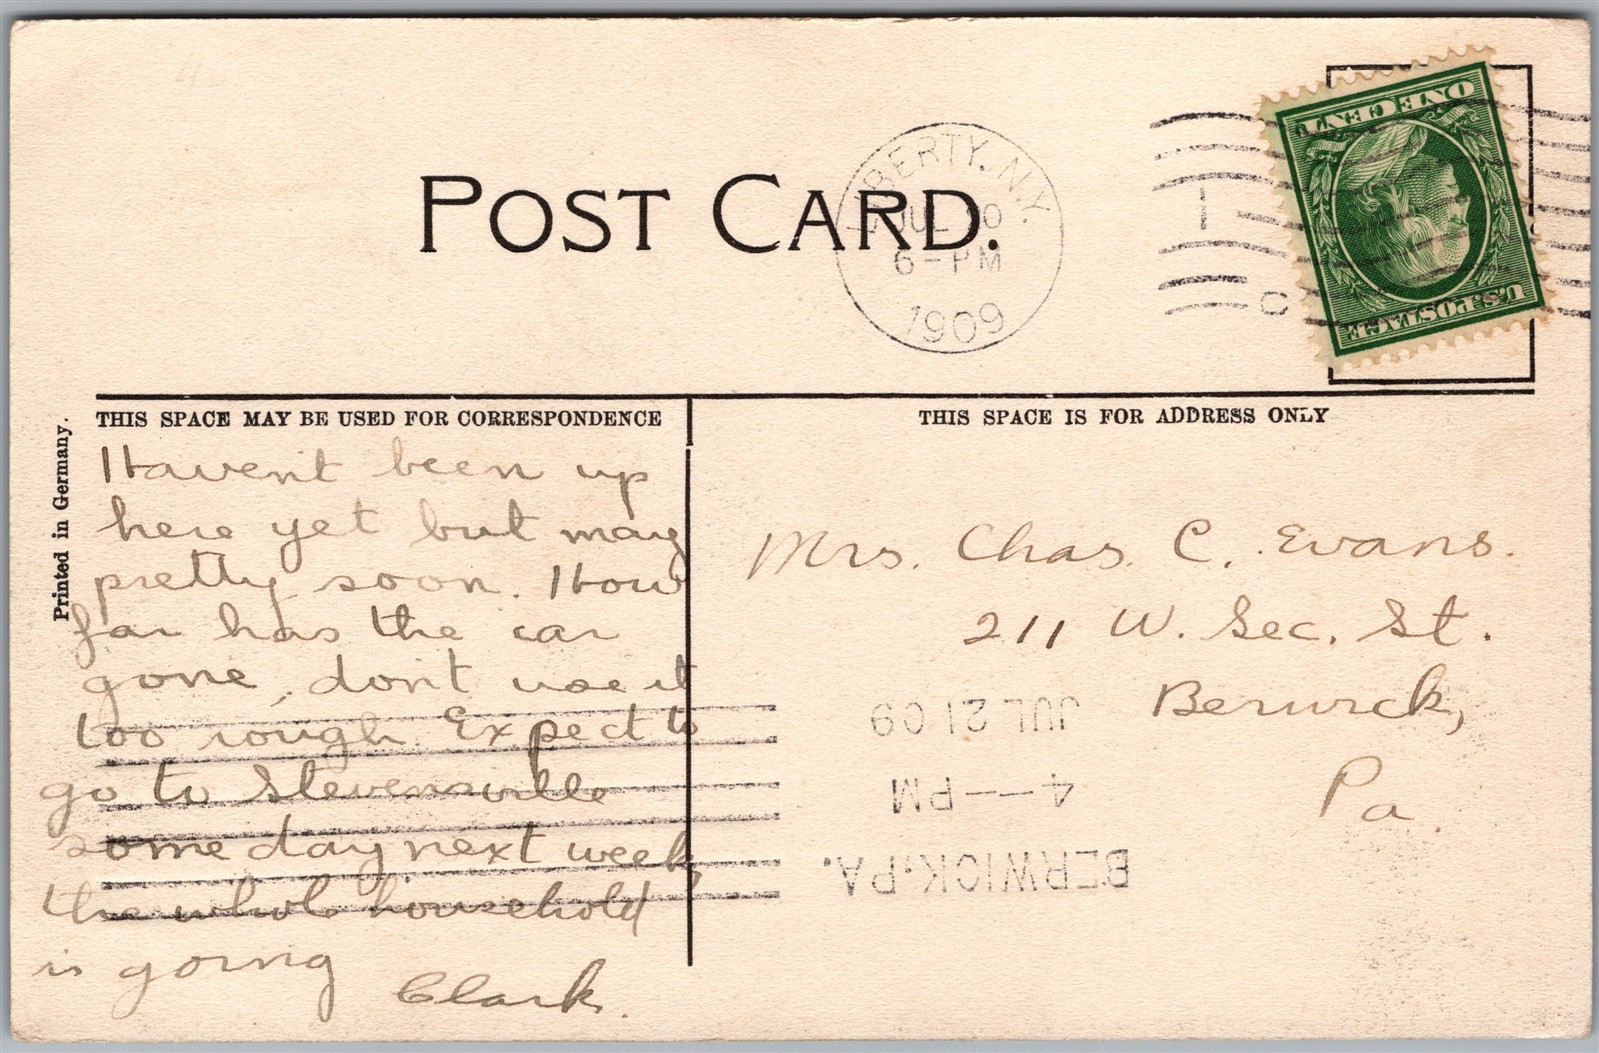 POST CARD.
LIBERTY, N.Y.
JUL 20
6-PM
1909
1
C
ONE CENT
U.S. POSTAGE
THIS SPACE MAY BE USED FOR CORRESPONDENCE
THIS SPACE IS FOR ADDRESS ONLY
Printed in Germany.
Haven't been up
here yet but may
pretty soon. How
far has the car
gone, don't use it
too rough. Expect to
go to Stevensville
some day next week,
the whole household
is going
Clark.
Mrs. Chas. C. Evans.
211 W. Sec. St.
Berwick,
Pa.
BERWICK, PA.
4--PM
JUL 21 09